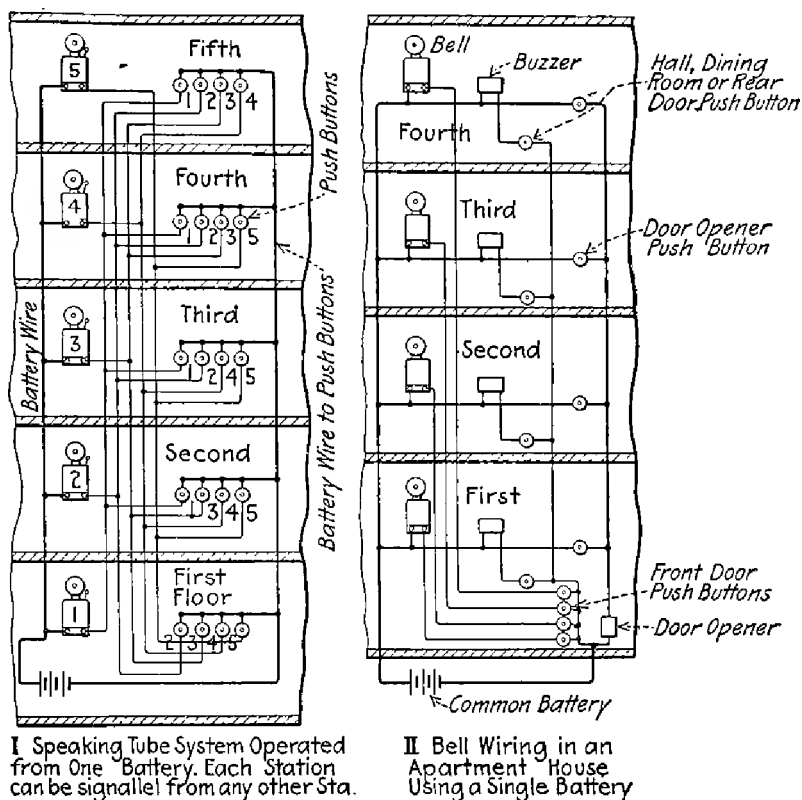 Fifth
5
1 2 3 4
Fourth
4
1 2 3 5
Third
3
1 2 4 5
Second
2
1 3 4 5
First
Floor
1
2 3 4 5
Battery Wire
Push Buttons
Battery Wire to Push Buttons
I Speaking Tube System Operated
from One Battery. Each Station
can be signallel from any other Sta.
Bell
Buzzer
Hall, Dining
Room or Rear
Door Push Button
Fourth
Third
Door Opener
Push Button
Second
First
Front Door
Push Buttons
Door Opener
Common Battery
II Bell Wiring in an
Apartment House
Using a Single Battery